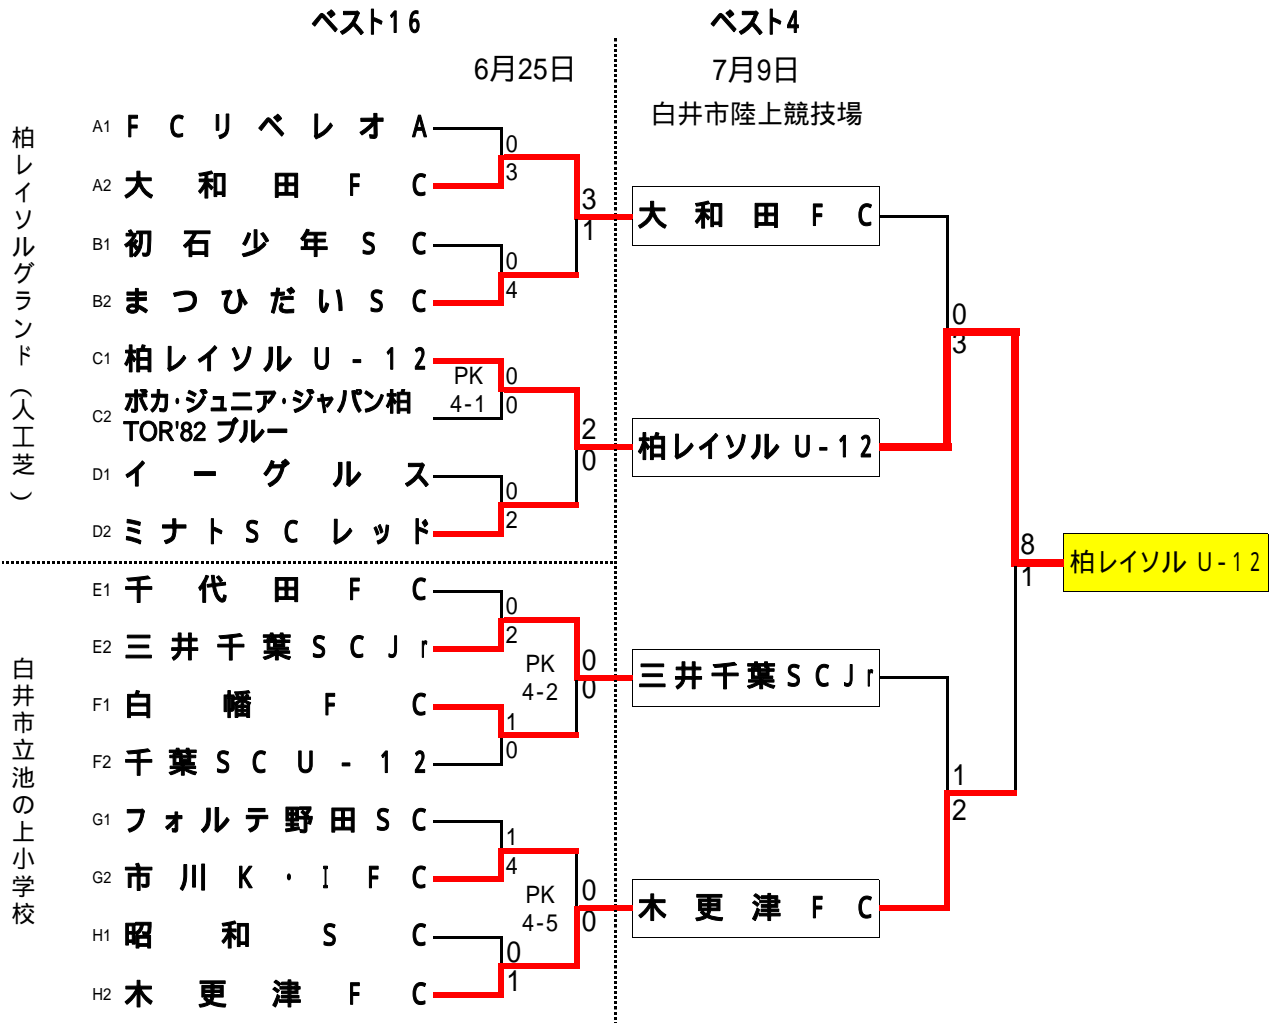 ベスト16
ベスト4
6月25日
7月9日
白井市陸上競技場
柏レイソルグランド（人工芝）
A1 FCリベレオA
0
3
A2 大和田FC
3
1
大和田FC
B1 初石少年SC
0
4
B2 まつひだいSC
0
3
C1 柏レイソルU-12
PK
4-1
0
0
C2 ボカ･ジュニア･ジャパン柏
TOR'82 ブルー
2
0
柏レイソルU-12
D1 イーグルス
0
2
D2 ミナトSCレッド
8
1
柏レイソル U-12
白井市立池の上小学校
E1 千代田FC
0
2
E2 三井千葉SCJr
PK
4-2
0
0
三井千葉SCJr
F1 白幡FC
1
0
F2 千葉SCU-12
1
2
G1 フォルテ野田SC
1
4
G2 市川K・IFC
PK
4-5
0
0
木更津FC
H1 昭和SC
0
1
H2 木更津FC